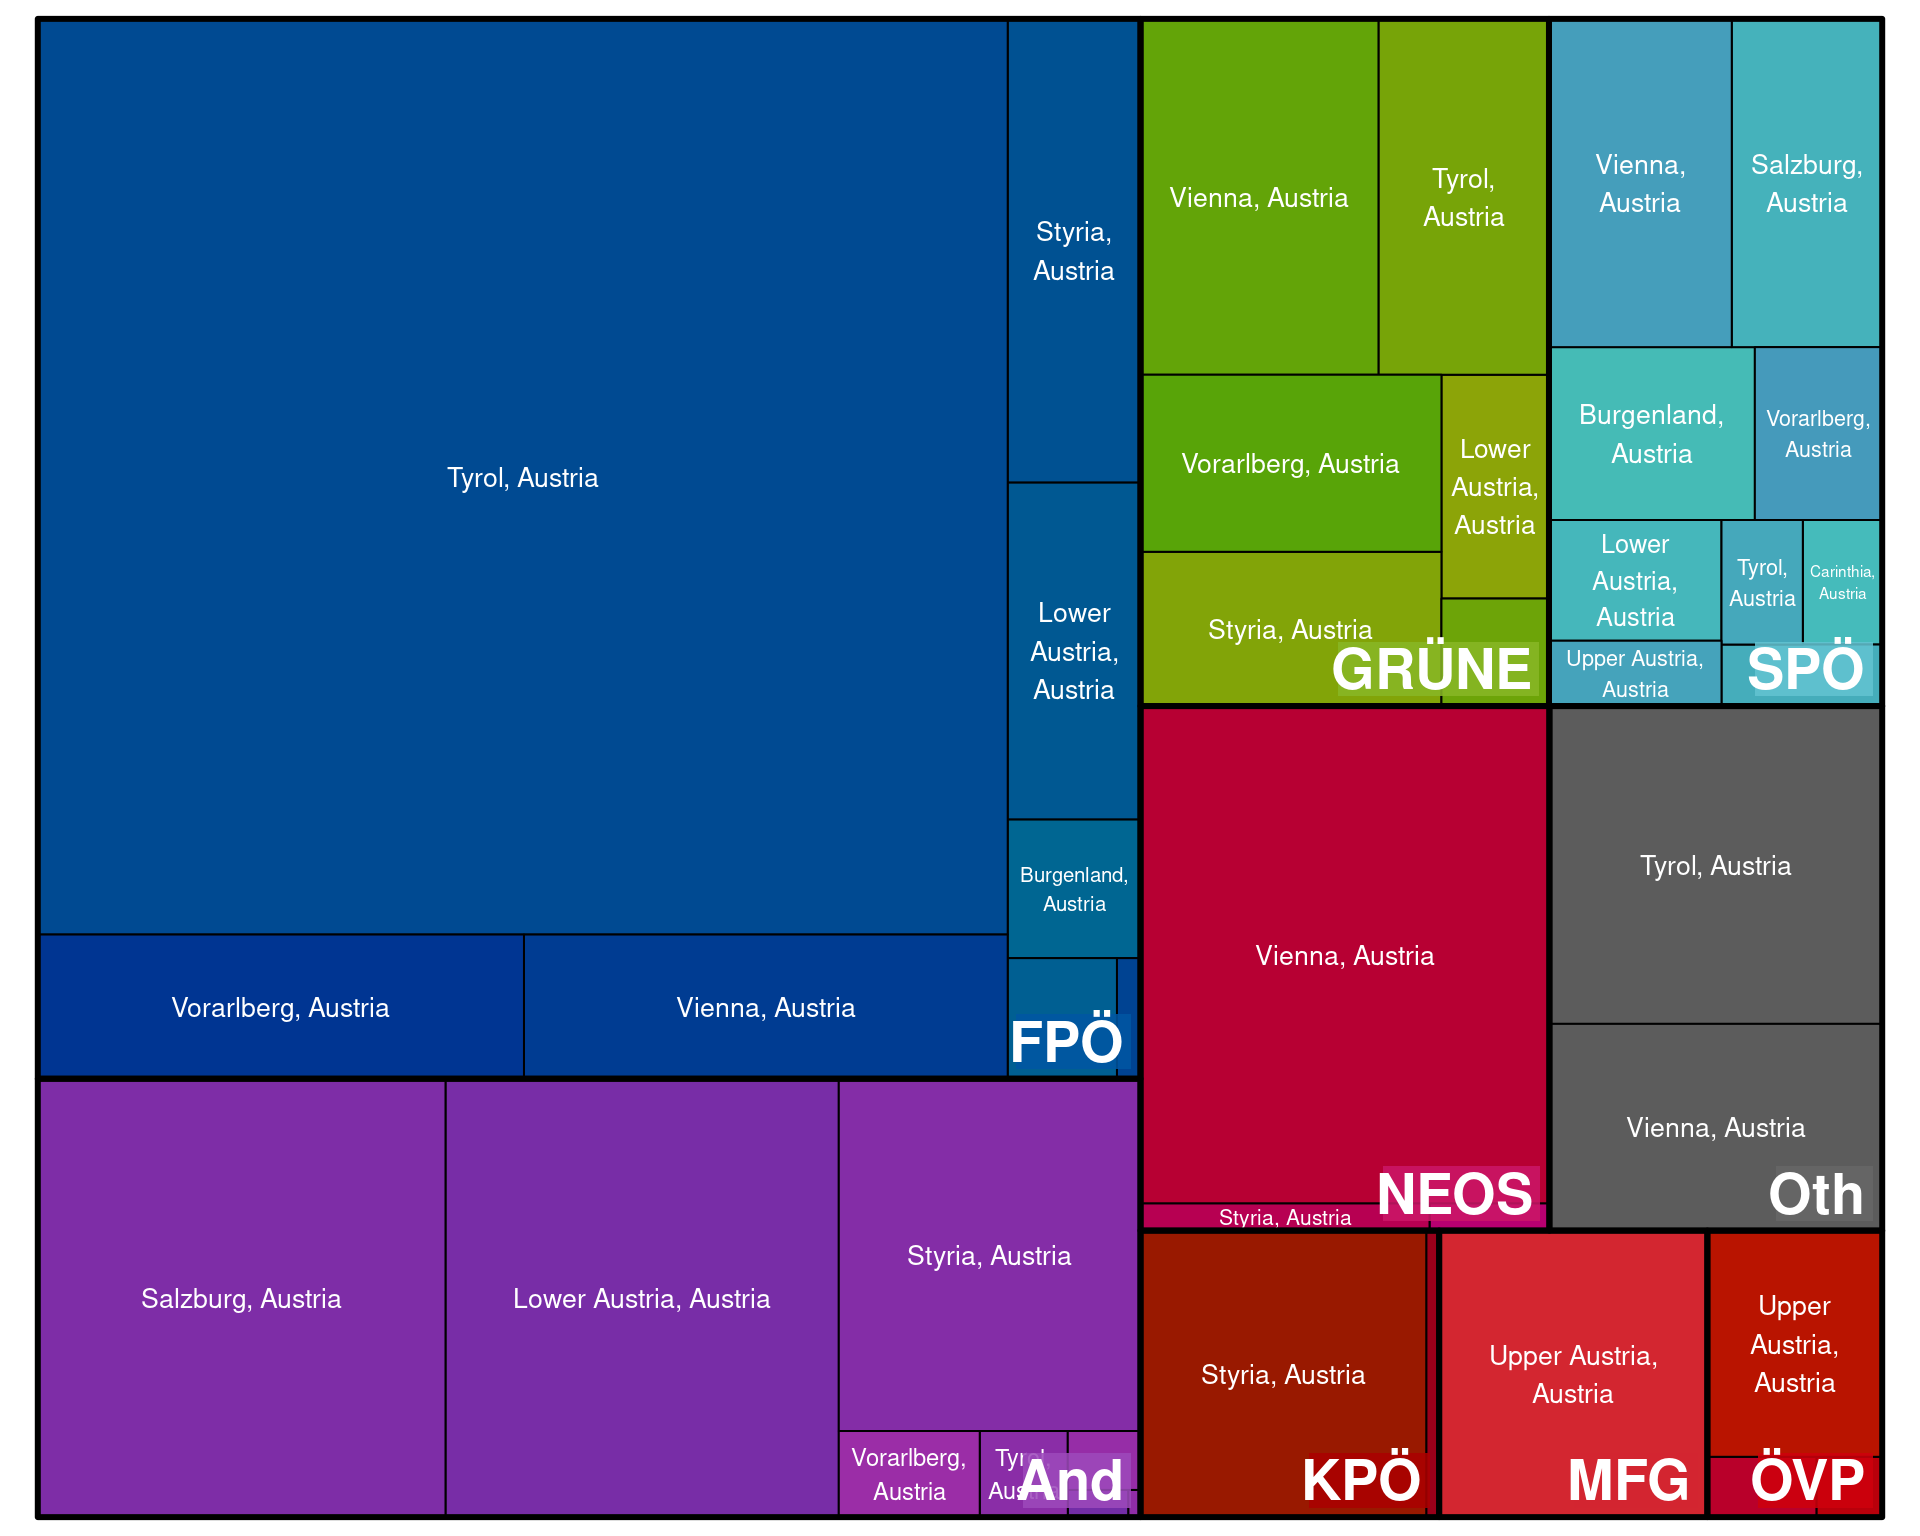 Tyrol, Austria
Styria,
Austria
Lower
Austria,
Austria
Burgenland,
Austria
Vorarlberg, Austria
Vienna, Austria
FPÖ
Salzburg, Austria
Lower Austria, Austria
Styria, Austria
Vorarlberg,
Austria
Tyrol,
Austria
And
Vienna, Austria
Tyrol,
Austria
Vorarlberg, Austria
Lower
Austria,
Austria
Styria, Austria
GRÜNE
Vienna,
Austria
Salzburg,
Austria
Burgenland,
Austria
Vorarlberg,
Austria
Lower
Austria,
Austria
Tyrol,
Austria
Carinthia,
Austria
Upper Austria,
Austria
SPÖ
Vienna, Austria
Styria, Austria
NEOS
Tyrol, Austria
Vienna, Austria
Oth
Styria, Austria
KPÖ
Upper Austria,
Austria
MFG
Upper
Austria,
Austria
ÖVP